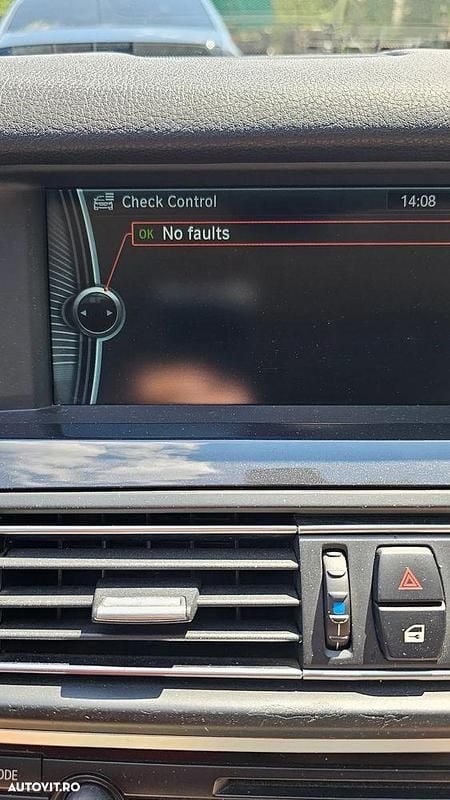 Check Control
14:08
OK No faults
ODE
AUTOVIT.RO